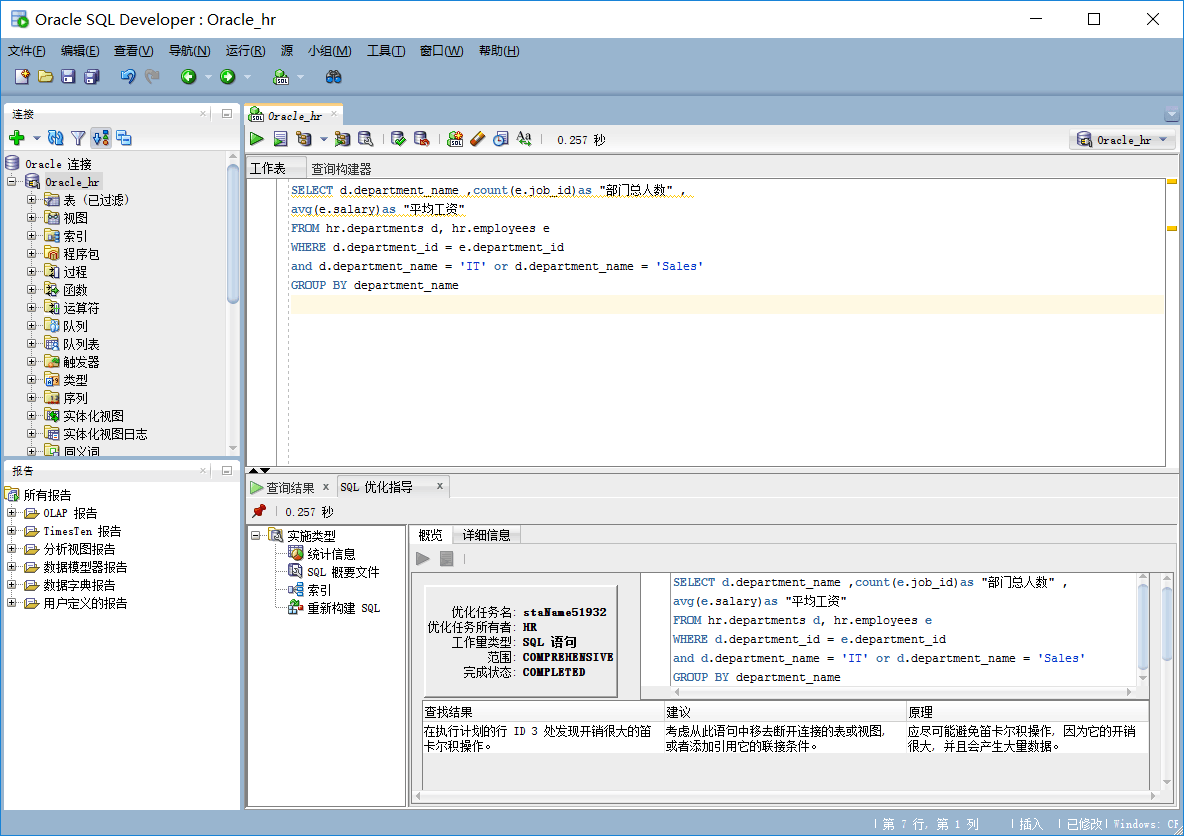 Oracle SQL Developer : Oracle_hr
文件(F) 编辑(E) 查看(V) 导航(N) 运行(R) 源 小组(M) 工具(T) 窗口(W) 帮助(H)
连接
Oracle 连接
Oracle_hr
表 (已过滤)
视图
索引
程序包
过程
函数
运算符
队列
队列表
触发器
类型
序列
实体化视图
实体化视图日志
同义词
报告
所有报告
OLAP 报告
TimesTen 报告
分析视图报告
数据模型器报告
数据字典报告
用户定义的报告
Oracle_hr
0.257 秒
Oracle_hr
工作表 查询构建器
SELECT d.department_name ,count(e.job_id)as "部门总人数" ,
avg(e.salary)as "平均工资"
FROM hr.departments d, hr.employees e
WHERE d.department_id = e.department_id
and d.department_name = 'IT' or d.department_name = 'Sales'
GROUP BY department_name
查询结果 x SQL 优化指导 x
0.257 秒
实施类型
统计信息
SQL 概要文件
索引
重新构建 SQL
概览 详细信息
优化任务名: staName51932
优化任务所有者: HR
工作量类型: SQL 语句
范围: COMPREHENSIVE
完成状态: COMPLETED
SELECT d.department_name ,count(e.job_id)as "部门总人数" ,
avg(e.salary)as "平均工资"
FROM hr.departments d, hr.employees e
WHERE d.department_id = e.department_id
and d.department_name = 'IT' or d.department_name = 'Sales'
GROUP BY department_name
查找结果 建议 原理
在执行计划的行 ID 3 处发现开销很大的笛
卡尔积操作。
考虑从此语句中移去断开连接的表或视图,
或者添加引用它的联接条件。
应尽可能避免笛卡尔积操作, 因为它的开销
很大, 并且会产生大量数据。
第 7 行, 第 1 列 插入 已修改 Windows: CR